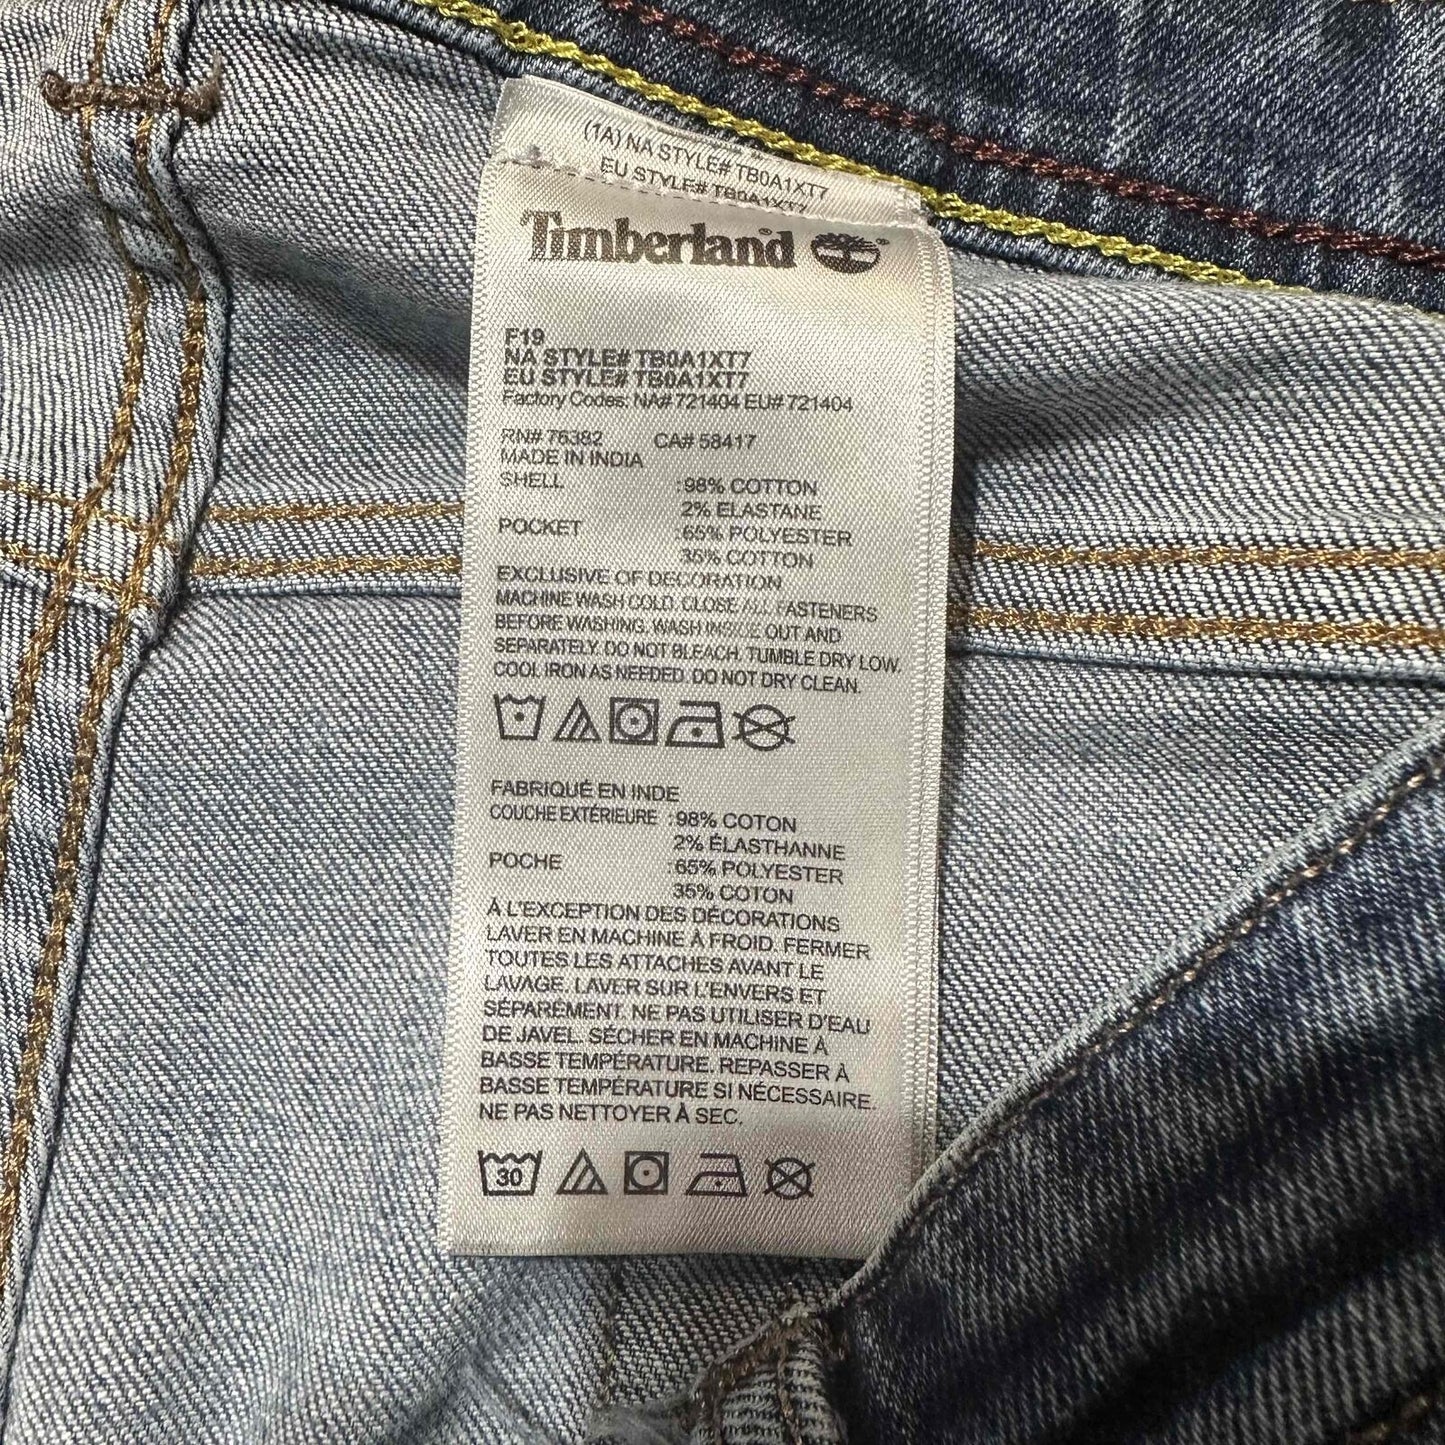 (1A) NA STYLE# TB0A1XT7
EU STYLE# TB0A1XT7
Timberland®
F19
NA STYLE# TB0A1XT7
EU STYLE# TB0A1XT7
Factory Codes: NA# 721404 EU# 721404
RN# 76382 CA# 58417
MADE IN INDIA
SHELL :98% COTTON
2% ELASTANE
POCKET :65% POLYESTER
35% COTTON
EXCLUSIVE OF DECORATION
MACHINE WASH COLD. CLOSE ALL FASTENERS
BEFORE WASHING. WASH INSIDE OUT AND
SEPARATELY. DO NOT BLEACH. TUMBLE DRY LOW.
COOL IRON AS NEEDED. DO NOT DRY CLEAN.
FABRIQUÉ EN INDE
COUCHE EXTÉRIEURE :98% COTON
2% ÉLASTHANNE
POCHE :65% POLYESTER
35% COTON
À L'EXCEPTION DES DÉCORATIONS
LAVER EN MACHINE À FROID. FERMER
TOUTES LES ATTACHES AVANT LE
LAVAGE. LAVER SUR L'ENVERS ET
SÉPARÉMENT. NE PAS UTILISER D'EAU
DE JAVEL. SÉCHER EN MACHINE À
BASSE TEMPÉRATURE. REPASSER À
BASSE TEMPÉRATURE SI NÉCESSAIRE.
NE PAS NETTOYER À SEC.
30